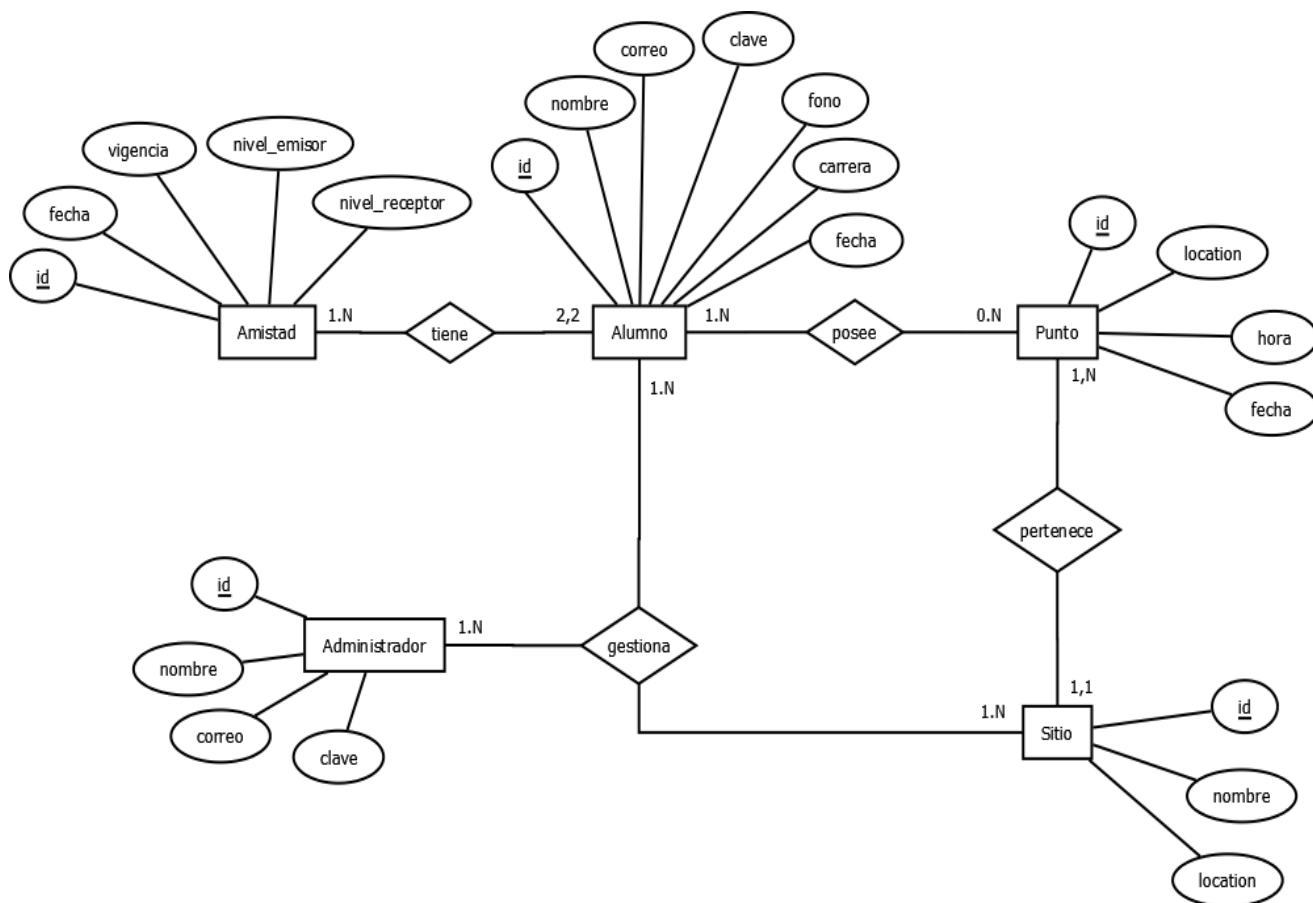 correo
clave
nombre
fono
vigencia
nivel_emisor
id
carrera
nivel_receptor
fecha
fecha
id
location
id
1.N
2,2
1.N
0.N
Amistad
tiene
Alumno
posee
Punto
hora
1.N
1,N
fecha
pertenece
id
1.N
Administrador
gestiona
nombre
1.N
1,1
id
correo
Sitio
clave
nombre
location